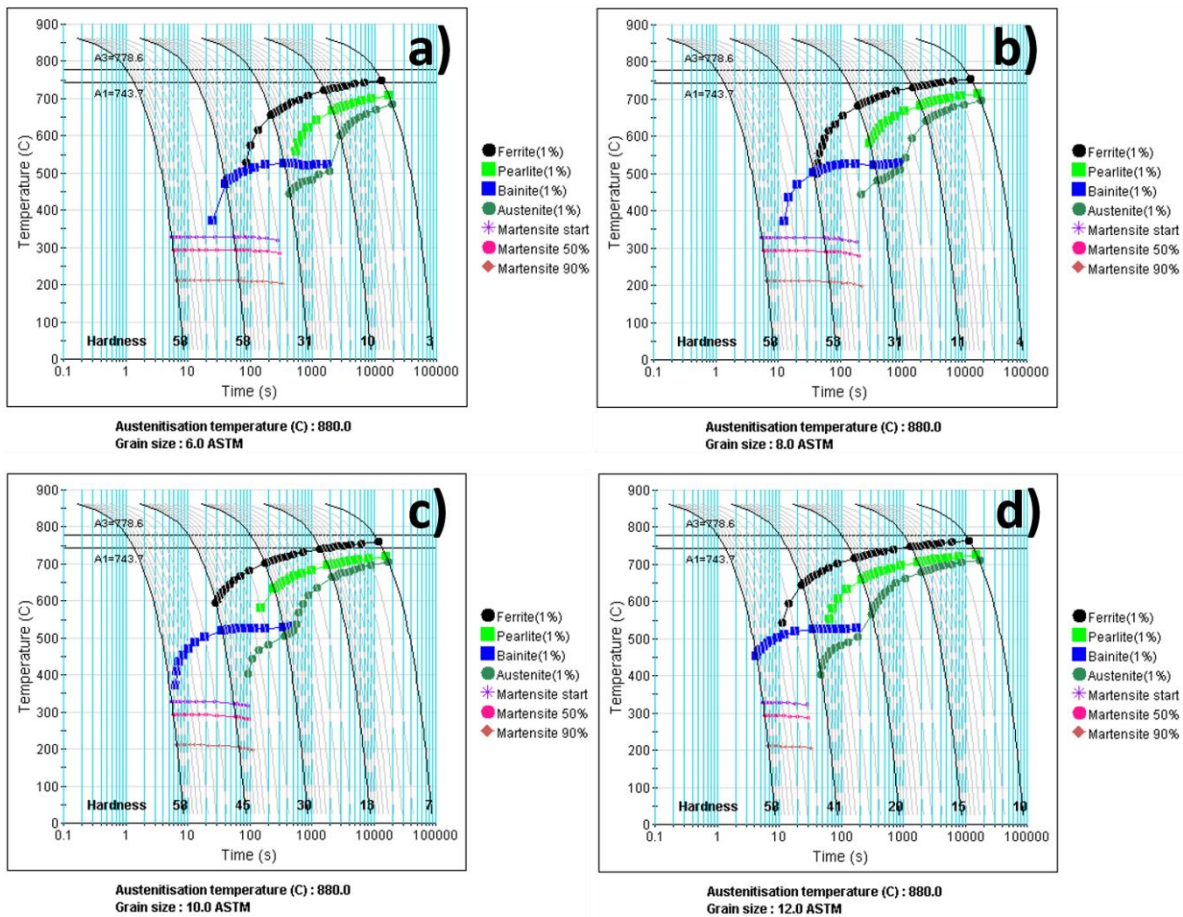 a)
900
800
700
600
500
400
300
200
100
0
Temperature (C)
A3=778.6
A1=743.7
Hardness 58 53 31 10 3
0.1 1 10 100 1000 10000 100000
Time (s)
Ferrite(1%)
Pearlite(1%)
Bainite(1%)
Austenite(1%)
Martensite start
Martensite 50%
Martensite 90%
Austenitisation temperature (C) : 880.0
Grain size : 6.0 ASTM
b)
900
800
700
600
500
400
300
200
100
0
Temperature (C)
A3=778.6
A1=743.7
Hardness 58 53 31 11 4
0.1 1 10 100 1000 10000 100000
Time (s)
Ferrite(1%)
Pearlite(1%)
Bainite(1%)
Austenite(1%)
Martensite start
Martensite 50%
Martensite 90%
Austenitisation temperature (C) : 880.0
Grain size : 8.0 ASTM
c)
900
800
700
600
500
400
300
200
100
0
Temperature (C)
A3=778.6
A1=743.7
Hardness 58 45 30 13 7
0.1 1 10 100 1000 10000 100000
Time (s)
Ferrite(1%)
Pearlite(1%)
Bainite(1%)
Austenite(1%)
Martensite start
Martensite 50%
Martensite 90%
Austenitisation temperature (C) : 880.0
Grain size : 10.0 ASTM
d)
900
800
700
600
500
400
300
200
100
0
Temperature (C)
A3=778.6
A1=743.7
Hardness 58 41 20 15 10
0.1 1 10 100 1000 10000 100000
Time (s)
Ferrite(1%)
Pearlite(1%)
Bainite(1%)
Austenite(1%)
Martensite start
Martensite 50%
Martensite 90%
Austenitisation temperature (C) : 880.0
Grain size : 12.0 ASTM